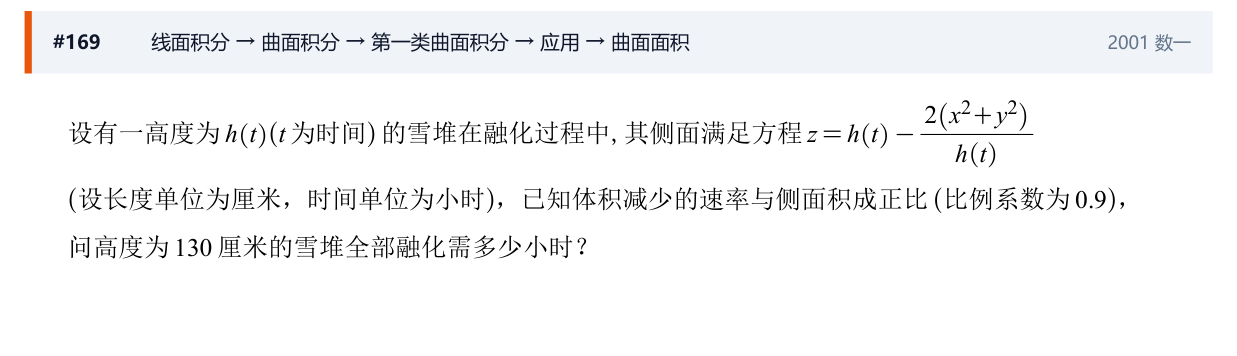 #169 线面积分 → 曲面积分 → 第一类曲面积分 → 应用 → 曲面面积 2001 数一
设有一高度为 h(t)(t 为时间) 的雪堆在融化过程中, 其侧面满足方程 z = h(t) − \frac{2(x^2+y^2)}{h(t)}
(设长度单位为厘米，时间单位为小时)，已知体积减少的速率与侧面积成正比 (比例系数为 0.9)，
问高度为 130 厘米的雪堆全部融化需多少小时？